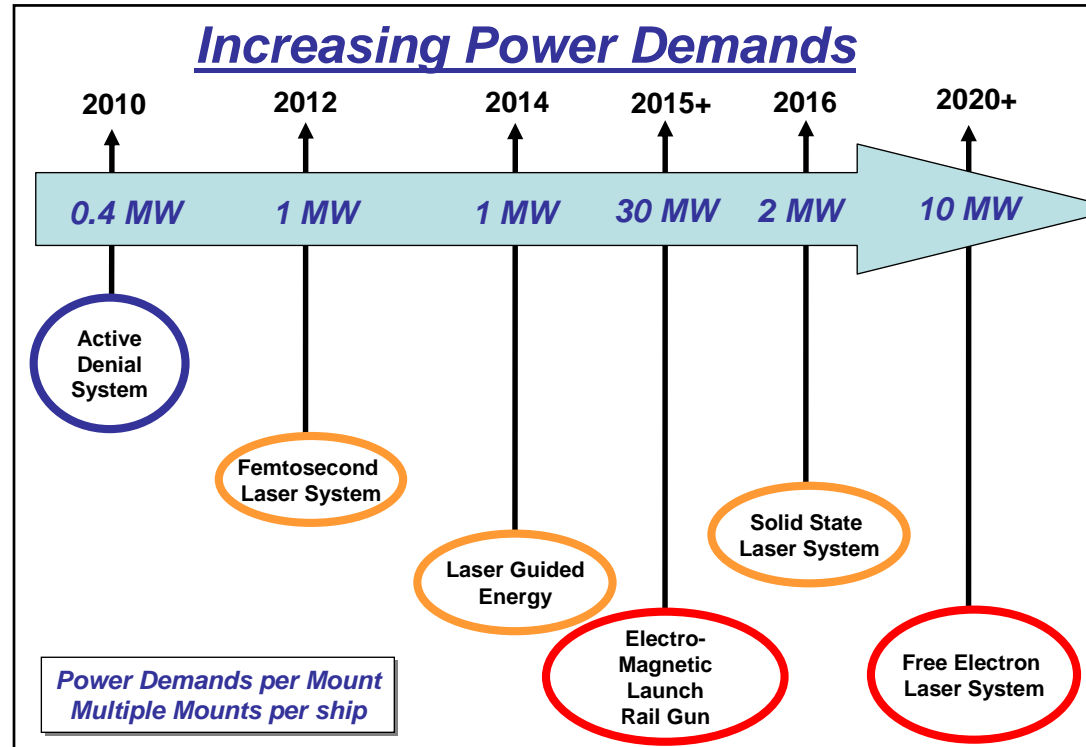 Increasing Power Demands
2010
2012
2014
2015+
2016
2020+
0.4 MW
1 MW
1 MW
30 MW
2 MW
10 MW
Active
Denial
System
Femtosecond
Laser System
Laser Guided
Energy
Electro-
Magnetic
Launch
Rail Gun
Solid State
Laser System
Free Electron
Laser System
Power Demands per Mount
Multiple Mounts per ship